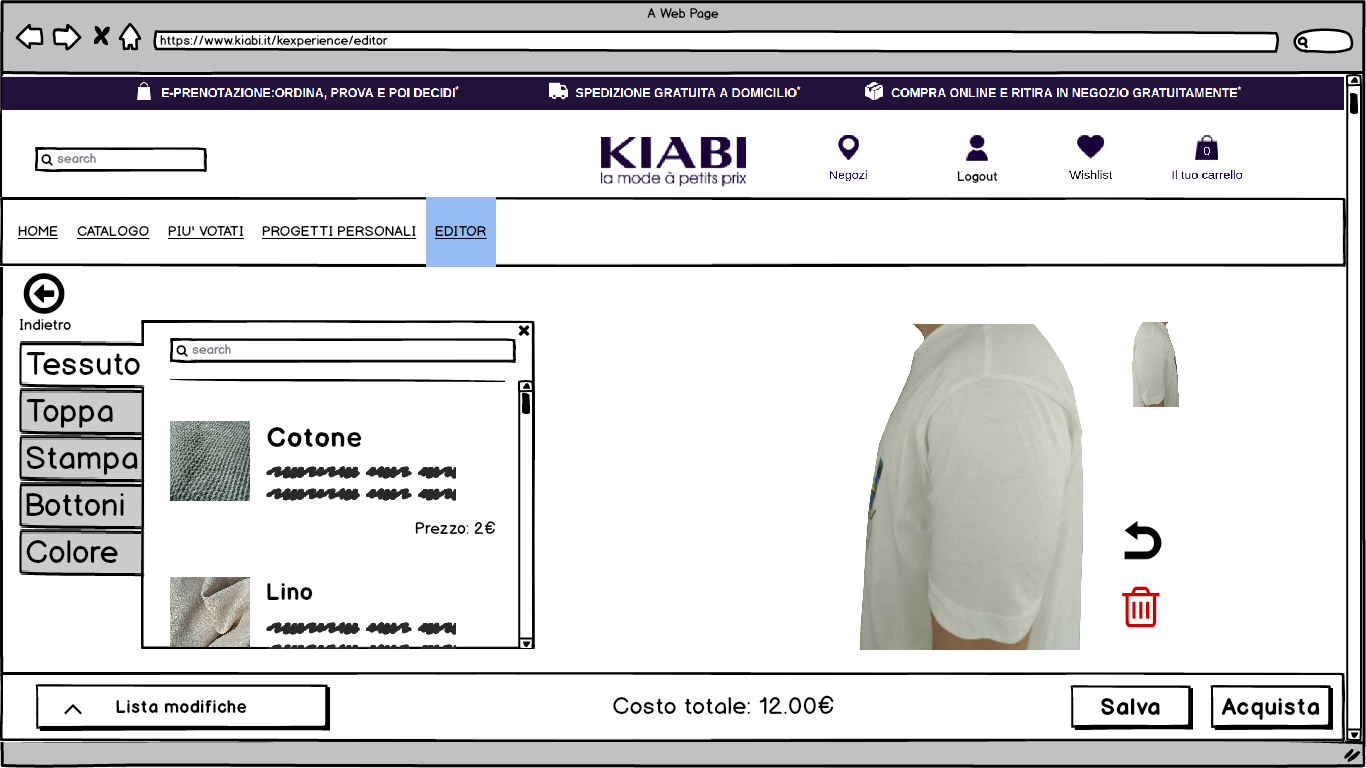 A Web Page
https://www.kiabi.it/kexperience/editor
E-PRENOTAZIONE:ORDINA, PROVA E POI DECIDI*
SPEDIZIONE GRATUITA A DOMICILIO*
COMPRA ONLINE E RITIRA IN NEGOZIO GRATUITAMENTE*
search
KIABI
la mode à petits prix
Negozi
Logout
Wishlist
0
Il tuo carrello
HOME
CATALOGO
PIU' VOTATI
PROGETTI PERSONALI
EDITOR
Indietro
Tessuto
Toppa
Stampa
Bottoni
Colore
search
Cotone
Prezzo: 2€
Lino
Lista modifiche
Costo totale: 12.00€
Salva
Acquista